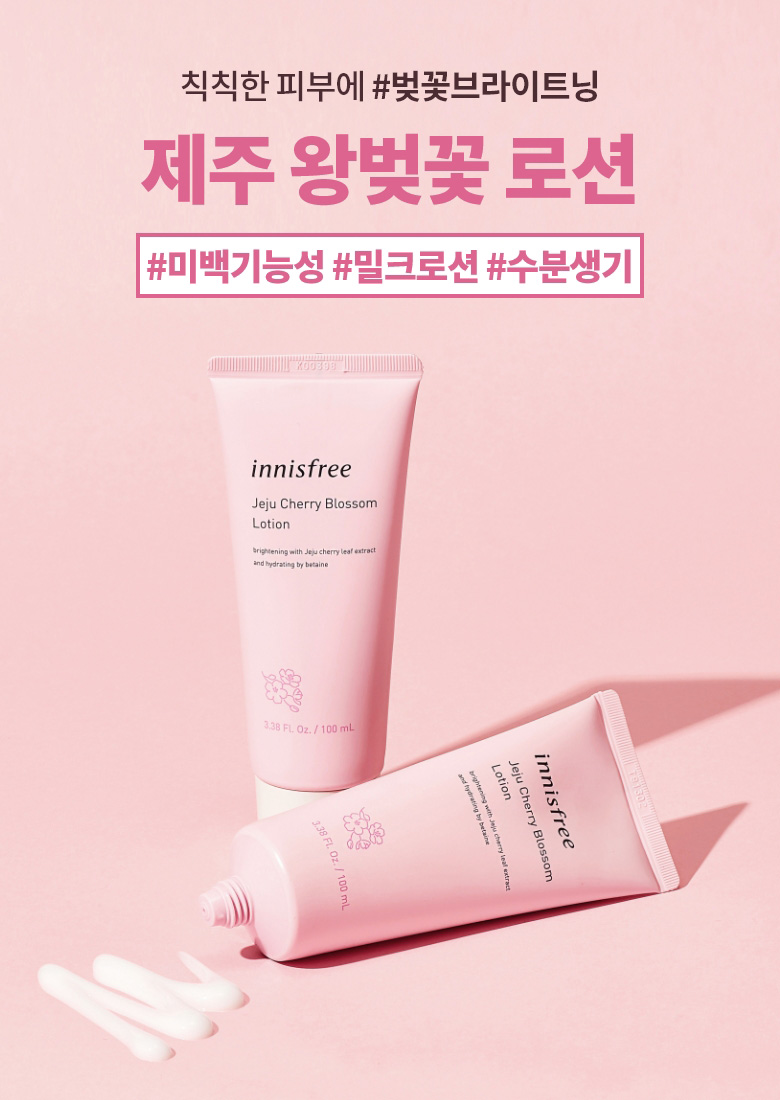 칙칙한 피부에 #벚꽃브라이트닝
제주 왕벚꽃 로션
#미백기능성 #밀크로션 #수분생기
innisfree
Jeju Cherry Blossom
Lotion
brightening with Jeju cherry leaf extract
and hydrating by betaine
3.38 FL Oz. / 100 mL
innisfree
Jeju Cherry Blossom
Lotion
brightening with Jeju cherry leaf extract
and hydrating by betaine
3.38 FL Oz. / 100 mL